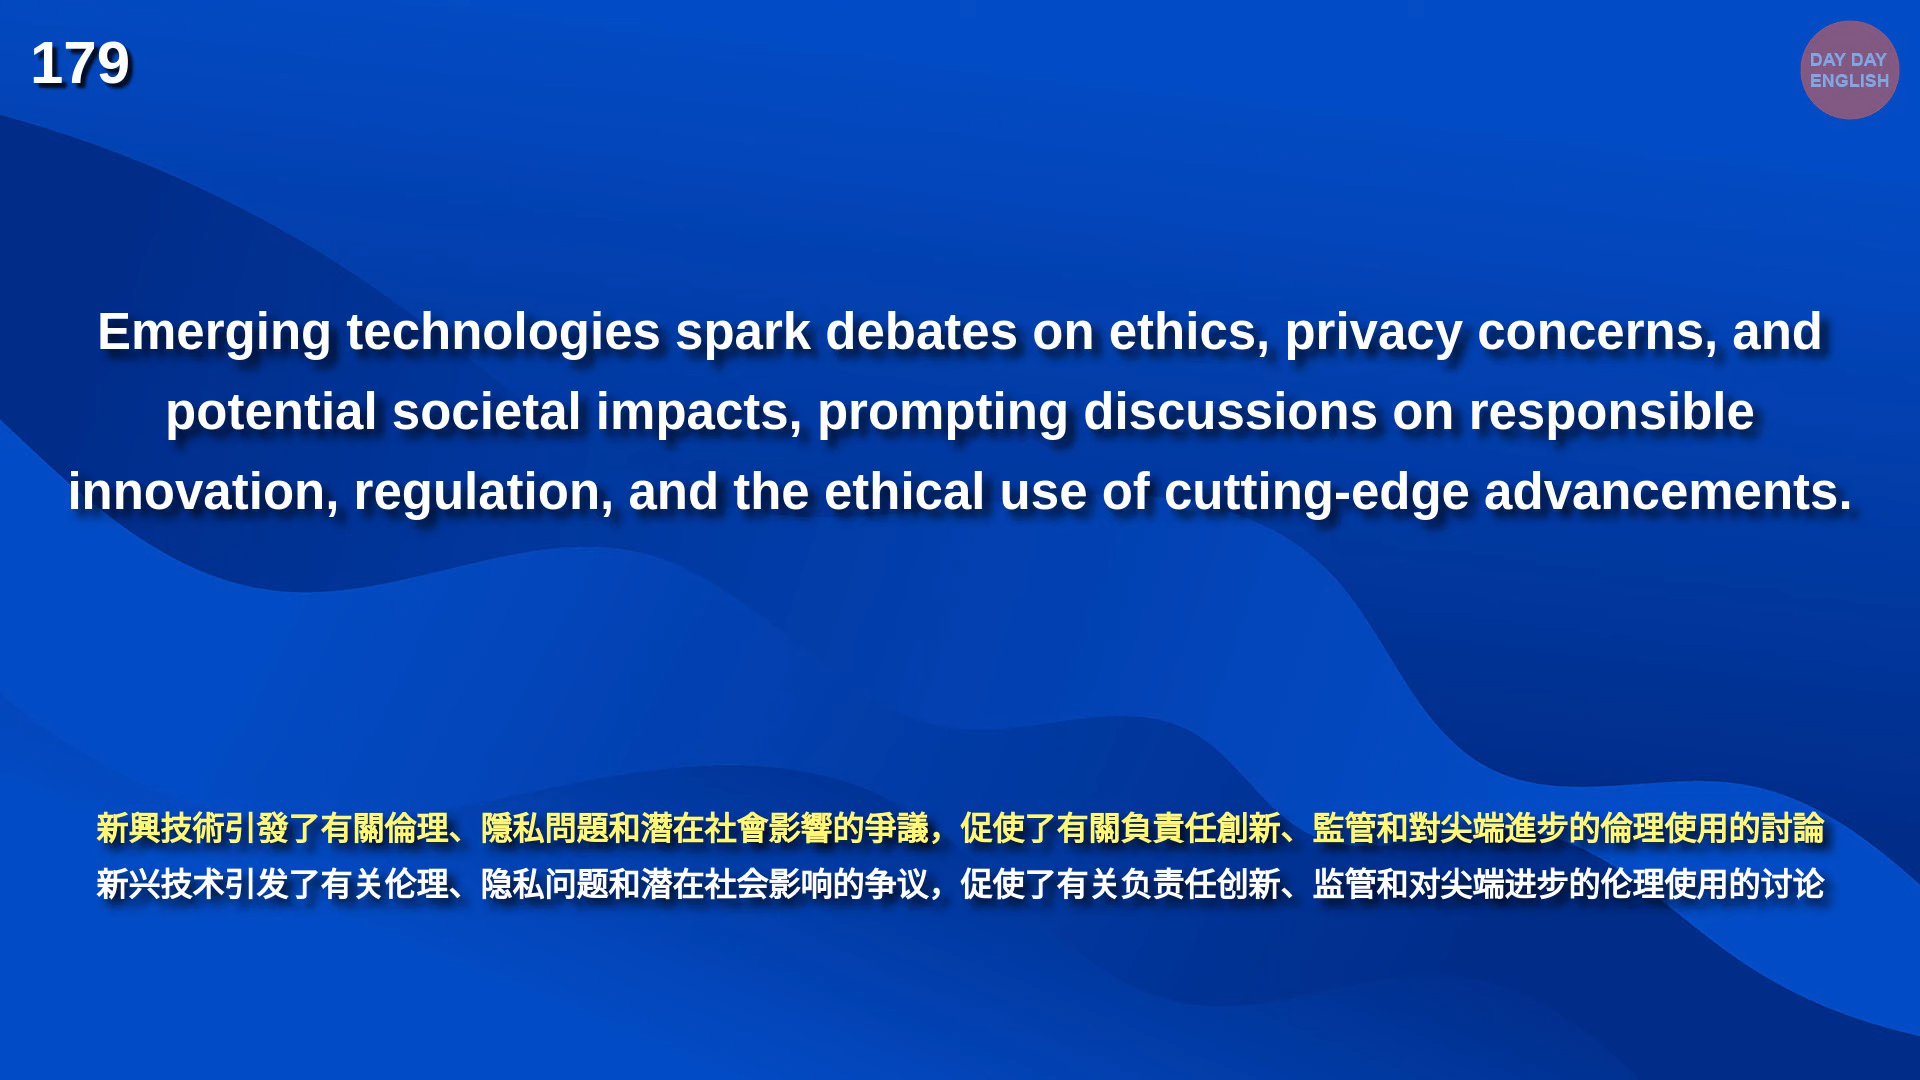 179
DAY DAY
ENGLISH
Emerging technologies spark debates on ethics, privacy concerns, and
potential societal impacts, prompting discussions on responsible
innovation, regulation, and the ethical use of cutting-edge advancements.
新興技術引發了有關倫理、隱私問題和潛在社會影響的爭議，促使了有關負責任創新、監管和對尖端進步的倫理使用的討論
新兴技术引发了有关伦理、隐私问题和潜在社会影响的争议，促使了有关负责任创新、监管和对尖端进步的伦理使用的讨论